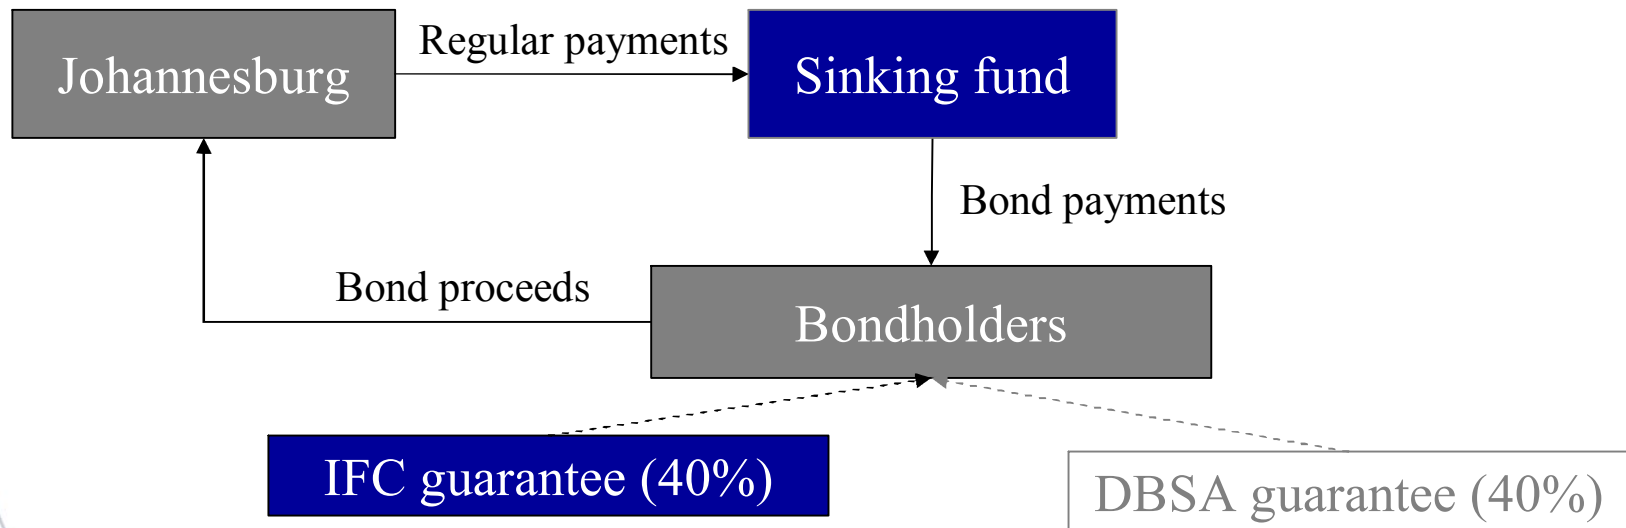 Regular payments
Johannesburg
Sinking fund
Bond payments
Bond proceeds
Bondholders
IFC guarantee (40%)
DBSA guarantee (40%)